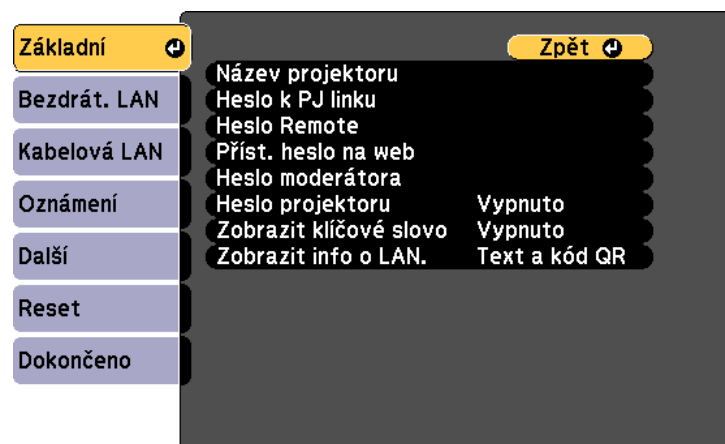 Základní
Bezdrát. LAN
Kabelová LAN
Oznámení
Další
Reset
Dokončeno
Zpět
Název projektoru
Heslo k PJ linku
Heslo Remote
Příst. heslo na web
Heslo moderátora
Heslo projektoru Vypnuto
Zobrazit klíčové slovo Vypnuto
Zobrazit info o LAN. Text a kód QR